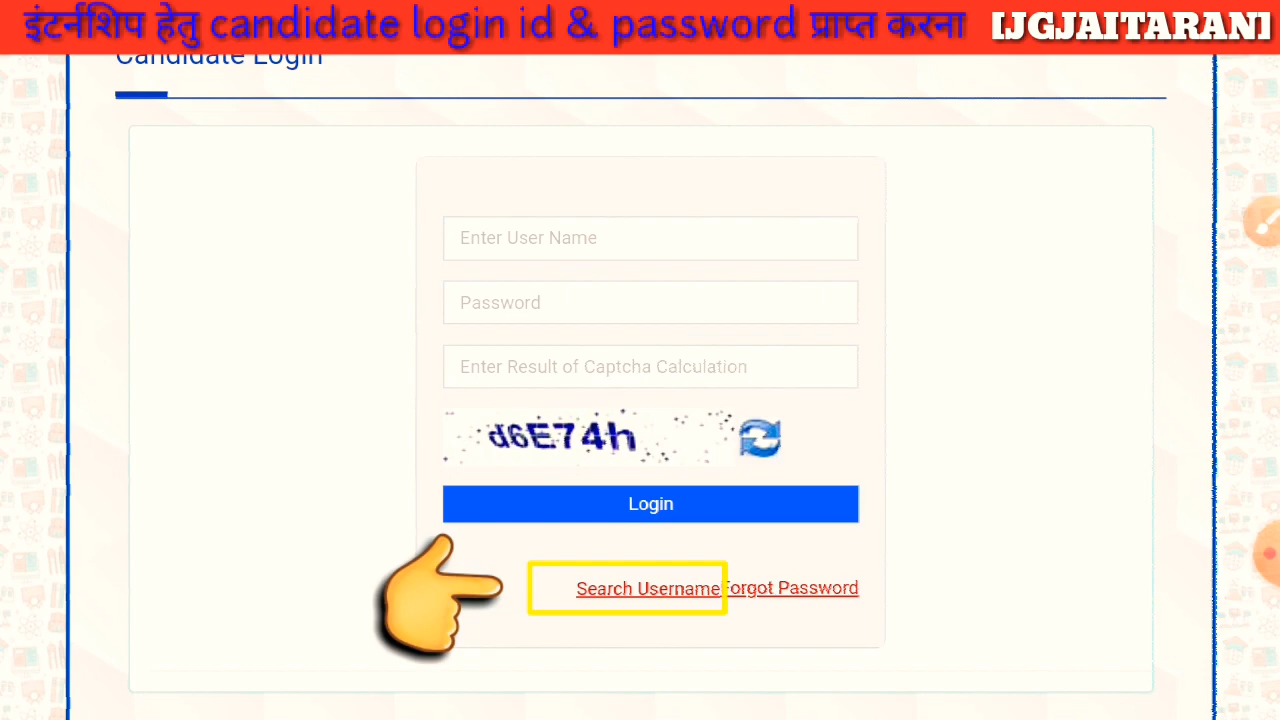 इंटर्नशिप हेतु candidate login id & password प्राप्त करना [JGJAITARAN]
Candidate Login
Enter User Name
Password
Enter Result of Captcha Calculation
d6E74h
Login
Search Username Forgot Password